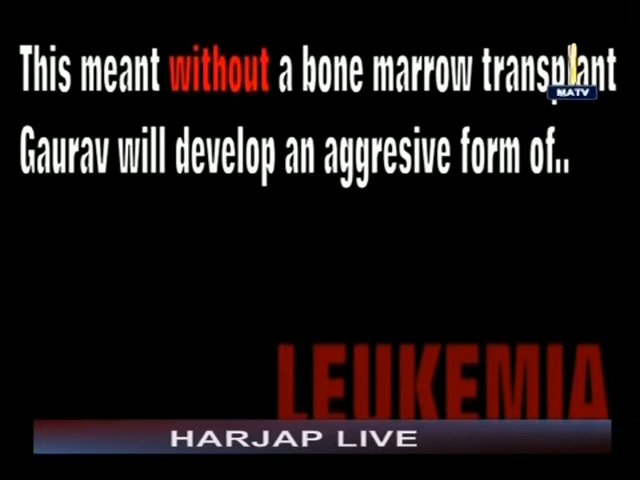 This meant without a bone marrow transplant
MATV
Gaurav will develop an aggresive form of..
LEUKEMIA
HARJAP LIVE